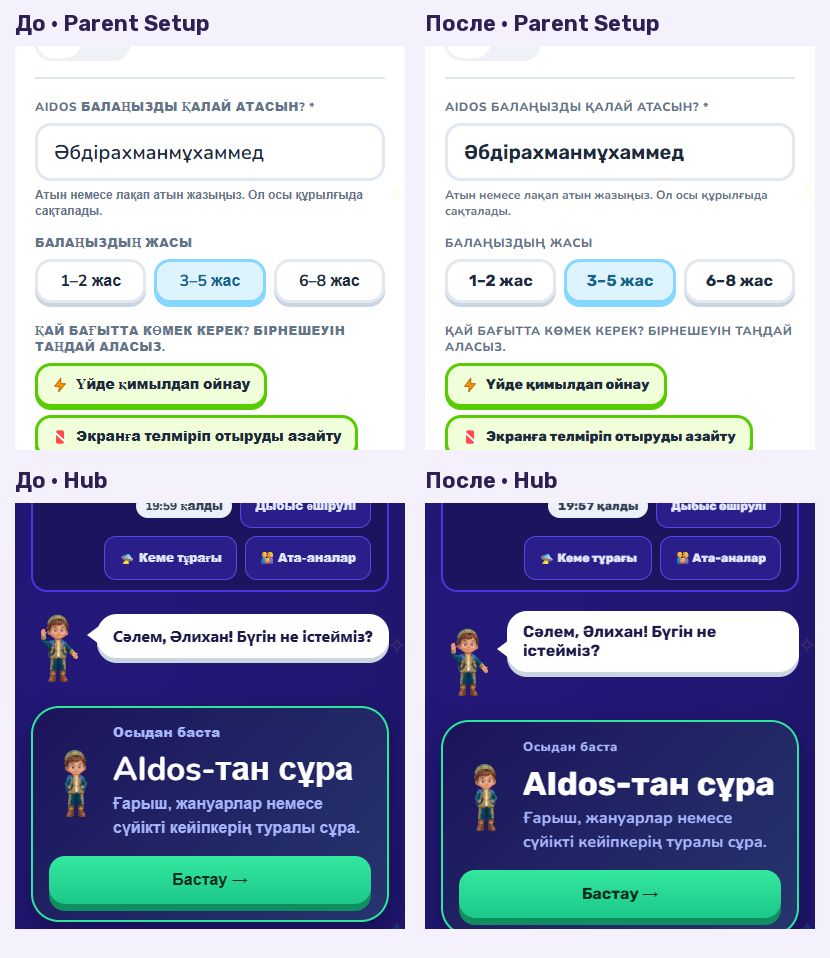 До · Parent Setup
AIDOS БАЛАҢЫЗДЫ ҚАЛАЙ АТАСЫН? *
Әбдірахманмұхаммед
Атын немесе лақап атын жазыңыз. Ол осы құрылғыда
сақталады.
БАЛАҢЫЗДЫҢ ЖАСЫ
1–2 жас
3–5 жас
6–8 жас
ҚАЙ БАҒЫТТА КӨМЕК КЕРЕК? БІРНЕШЕУІН
ТАҢДАЙ АЛАСЫЗ.
Үйде қимылдап ойнау
Экранға телміріп отыруды азайту
После · Parent Setup
AIDOS БАЛАҢЫЗДЫ ҚАЛАЙ АТАСЫН? *
Әбдірахманмұхаммед
Атын немесе лақап атын жазыңыз. Ол осы құрылғыда
сақталады.
БАЛАҢЫЗДЫҢ ЖАСЫ
1–2 жас
3–5 жас
6–8 жас
ҚАЙ БАҒЫТТА КӨМЕК КЕРЕК? БІРНЕШЕУІН ТАҢДАЙ
АЛАСЫЗ.
Үйде қимылдап ойнау
Экранға телміріп отыруды азайту
До · Hub
19:59 қалды
Дыбыс өшірулі
Кеме тұрағы
Ата-аналар
Сәлем, Әлихан! Бүгін не істейміз?
Осыдан баста
Aldos-тан сұра
Ғарыш, жануарлар немесе
сүйікті кейіпкерің туралы сұра.
Бастау →
После · Hub
19:57 қалды
Дыбыс өшірулі
Кеме тұрағы
Ата-аналар
Сәлем, Әлихан! Бүгін не
істейміз?
Осыдан баста
Aldos-тан сұра
Ғарыш, жануарлар немесе
сүйікті кейіпкерің туралы сұра.
Бастау →